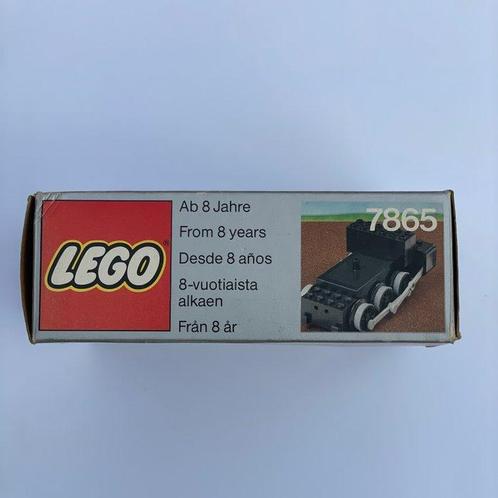 LEGO®
Ab 8 Jahre
From 8 years
Desde 8 años
8-vuotiaista
alkaen
Från 8 år
7865